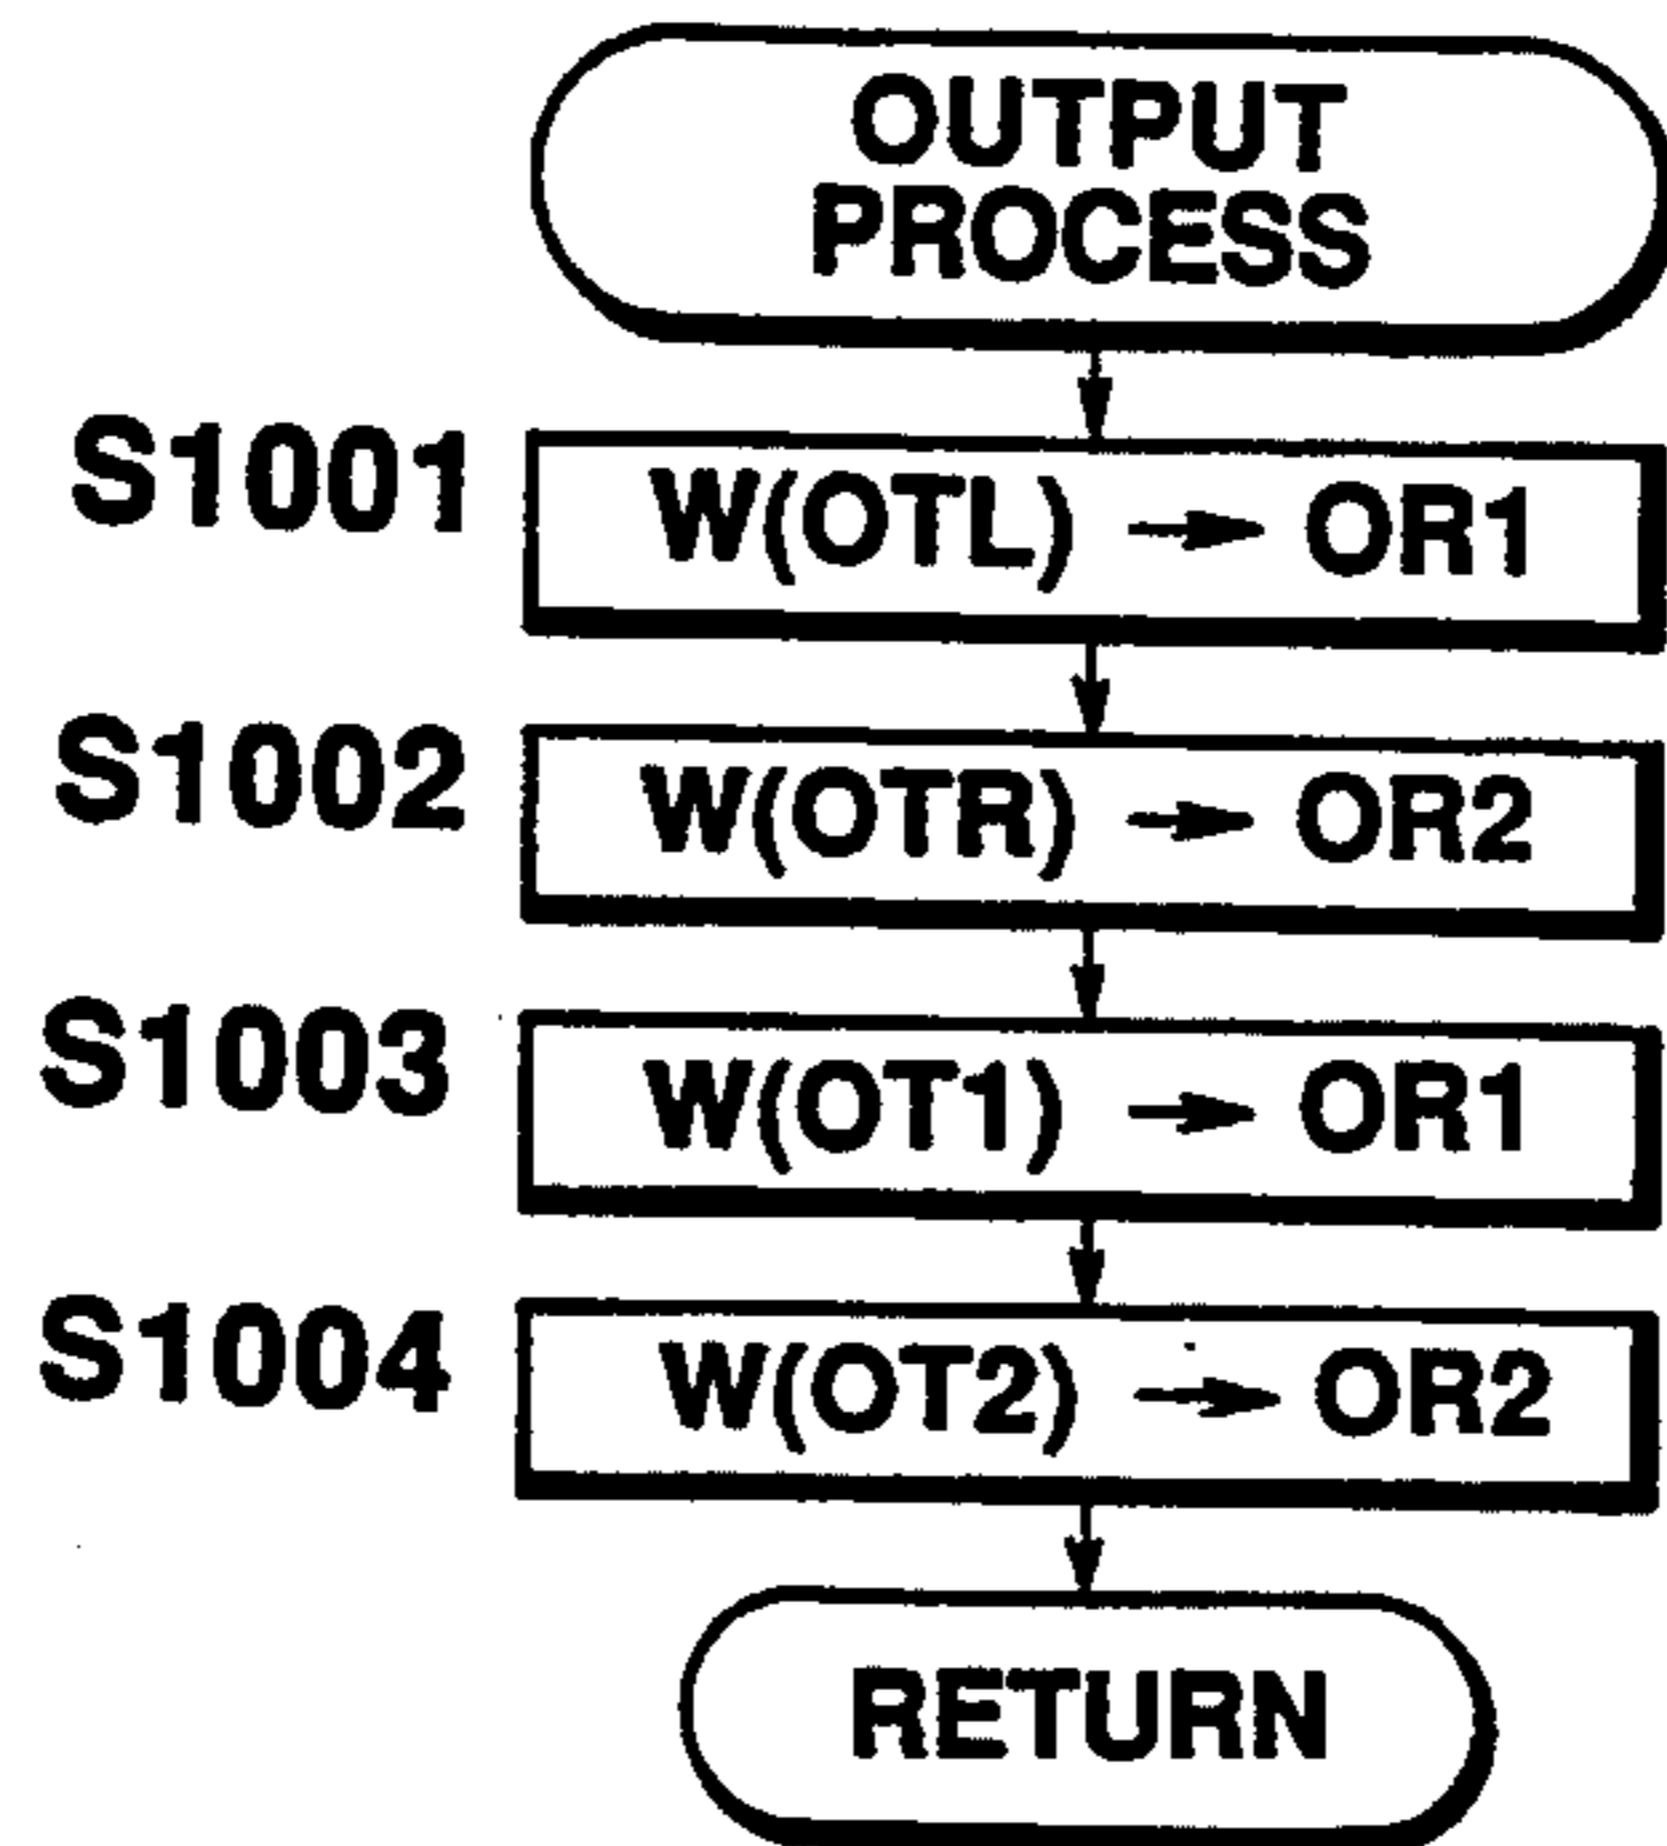 OUTPUT
PROCESS
S1001 W(OTL) → OR1
S1002 W(OTR) → OR2
S1003 W(OT1) → OR1
S1004 W(OT2) → OR2
RETURN